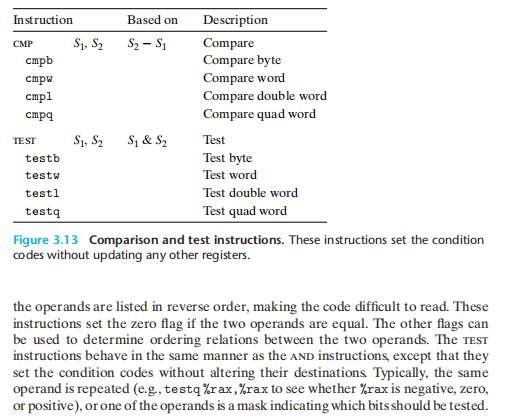 Instruction Based on Description
CMP S1, S2 S2 − S1 Compare
cmpb Compare byte
cmpw Compare word
cmpl Compare double word
cmpq Compare quad word
TEST S1, S2 S1 & S2 Test
testb Test byte
testw Test word
testl Test double word
testq Test quad word
Figure 3.13 Comparison and test instructions. These instructions set the condition
codes without updating any other registers.
the operands are listed in reverse order, making the code difficult to read. These
instructions set the zero flag if the two operands are equal. The other flags can
be used to determine ordering relations between the two operands. The TEST
instructions behave in the same manner as the AND instructions, except that they
set the condition codes without altering their destinations. Typically, the same
operand is repeated (e.g., testq %rax,%rax to see whether %rax is negative, zero,
or positive), or one of the operands is a mask indicating which bits should be tested.